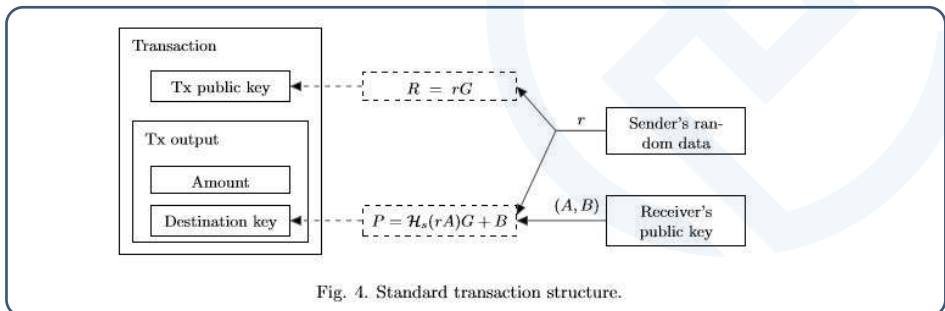 Transaction
Tx public key
R = rG
r
Sender's ran-
dom data
Tx output
Amount
Destination key
P = ℋₛ(rA)G + B
(A, B)
Receiver's
public key
Fig. 4. Standard transaction structure.